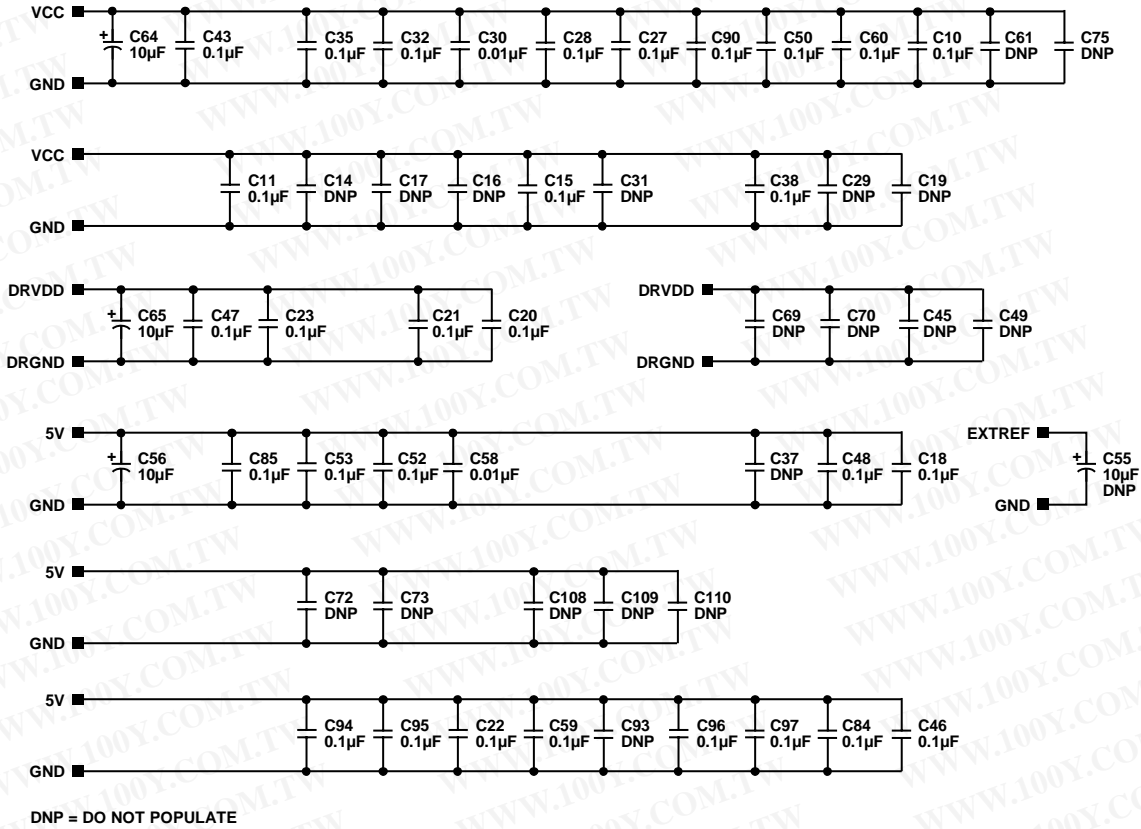 VCC
C64 10µF
C43 0.1µF
C35 0.1µF
C32 0.1µF
C30 0.01µF
C28 0.1µF
C27 0.1µF
C90 0.1µF
C50 0.1µF
C60 0.1µF
C10 0.1µF
C61 DNP
C75 DNP
GND
VCC
C11 0.1µF
C14 DNP
C17 DNP
C16 DNP
C15 0.1µF
C31 DNP
C38 0.1µF
C29 DNP
C19 DNP
GND
DRVDD
+
C65 10µF
C47 0.1µF
C23 0.1µF
C21 0.1µF
C20 0.1µF
DRGND
DRVDD
C69 DNP
C70 DNP
C45 DNP
C49 DNP
DRGND
5V
+
C56 10µF
C85 0.1µF
C53 0.1µF
C52 0.1µF
C58 0.01µF
C37 DNP
C48 0.1µF
C18 0.1µF
GND
EXTREF
+
C55 10µF DNP
GND
5V
C72 DNP
C73 DNP
C108 DNP
C109 DNP
C110 DNP
GND
5V
C94 0.1µF
C95 0.1µF
C22 0.1µF
C59 0.1µF
C93 DNP
C96 0.1µF
C97 0.1µF
C84 0.1µF
C46 0.1µF
GND
DNP = DO NOT POPULATE
WWW.100Y.COM.TW